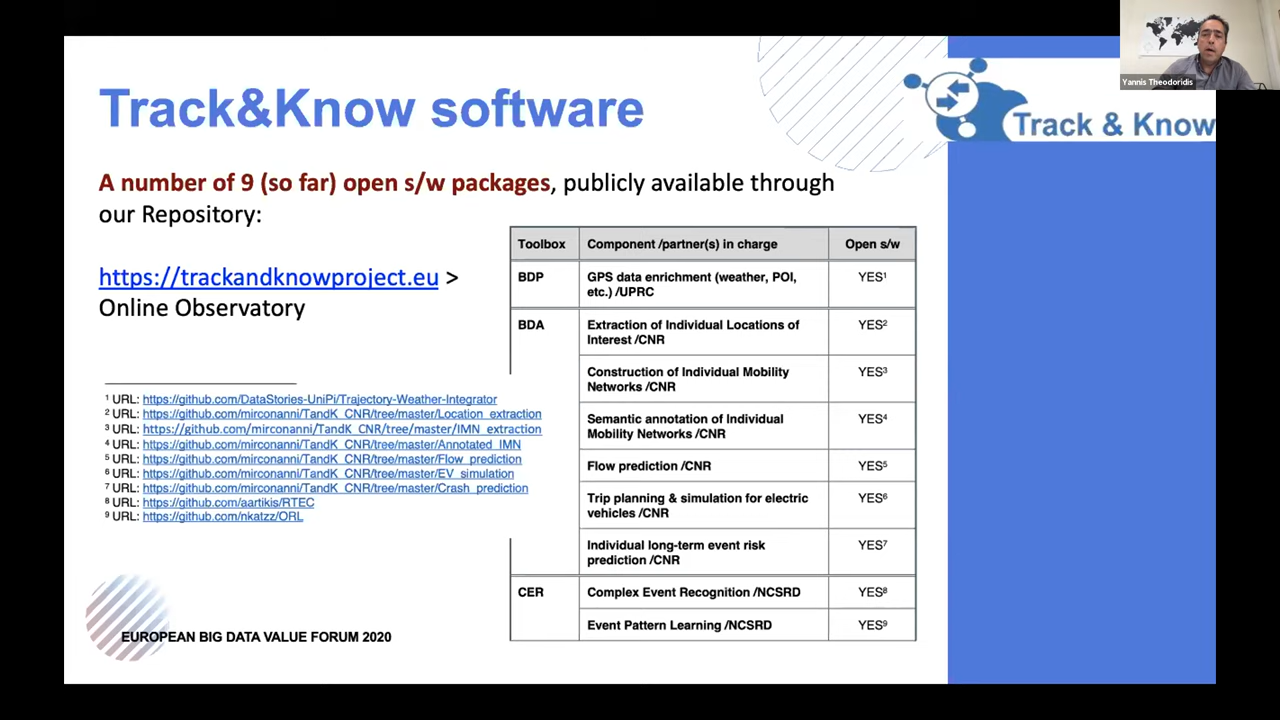 Yannis Theodoridis
Track & Know
Track&Know software
A number of 9 (so far) open s/w packages, publicly available through
our Repository:
https://trackandknowproject.eu >
Online Observatory
Toolbox Component /partner(s) in charge Open s/w
BDP GPS data enrichment (weather, POI, YES¹
etc.) /UPRC
BDA Extraction of Individual Locations of YES²
Interest /CNR
Construction of Individual Mobility YES³
Networks /CNR
Semantic annotation of Individual YES⁴
Mobility Networks /CNR
Flow prediction /CNR YES⁵
Trip planning & simulation for electric YES⁶
vehicles /CNR
Individual long-term event risk YES⁷
prediction /CNR
CER Complex Event Recognition /NCSRD YES⁸
Event Pattern Learning /NCSRD YES⁹
¹ URL: https://github.com/DataStories-UniPi/Trajectory-Weather-Integrator
² URL: https://github.com/mirconanni/TandK_CNR/tree/master/Location_extraction
³ URL: https://github.com/mirconanni/TandK_CNR/tree/master/IMN_extraction
⁴ URL: https://github.com/mirconanni/TandK_CNR/tree/master/Annotated_IMN
⁵ URL: https://github.com/mirconanni/TandK_CNR/tree/master/Flow_prediction
⁶ URL: https://github.com/mirconanni/TandK_CNR/tree/master/EV_simulation
⁷ URL: https://github.com/mirconanni/TandK_CNR/tree/master/Crash_prediction
⁸ URL: https://github.com/aartikis/RTEC
⁹ URL: https://github.com/nkatzz/ORL
EUROPEAN BIG DATA VALUE FORUM 2020